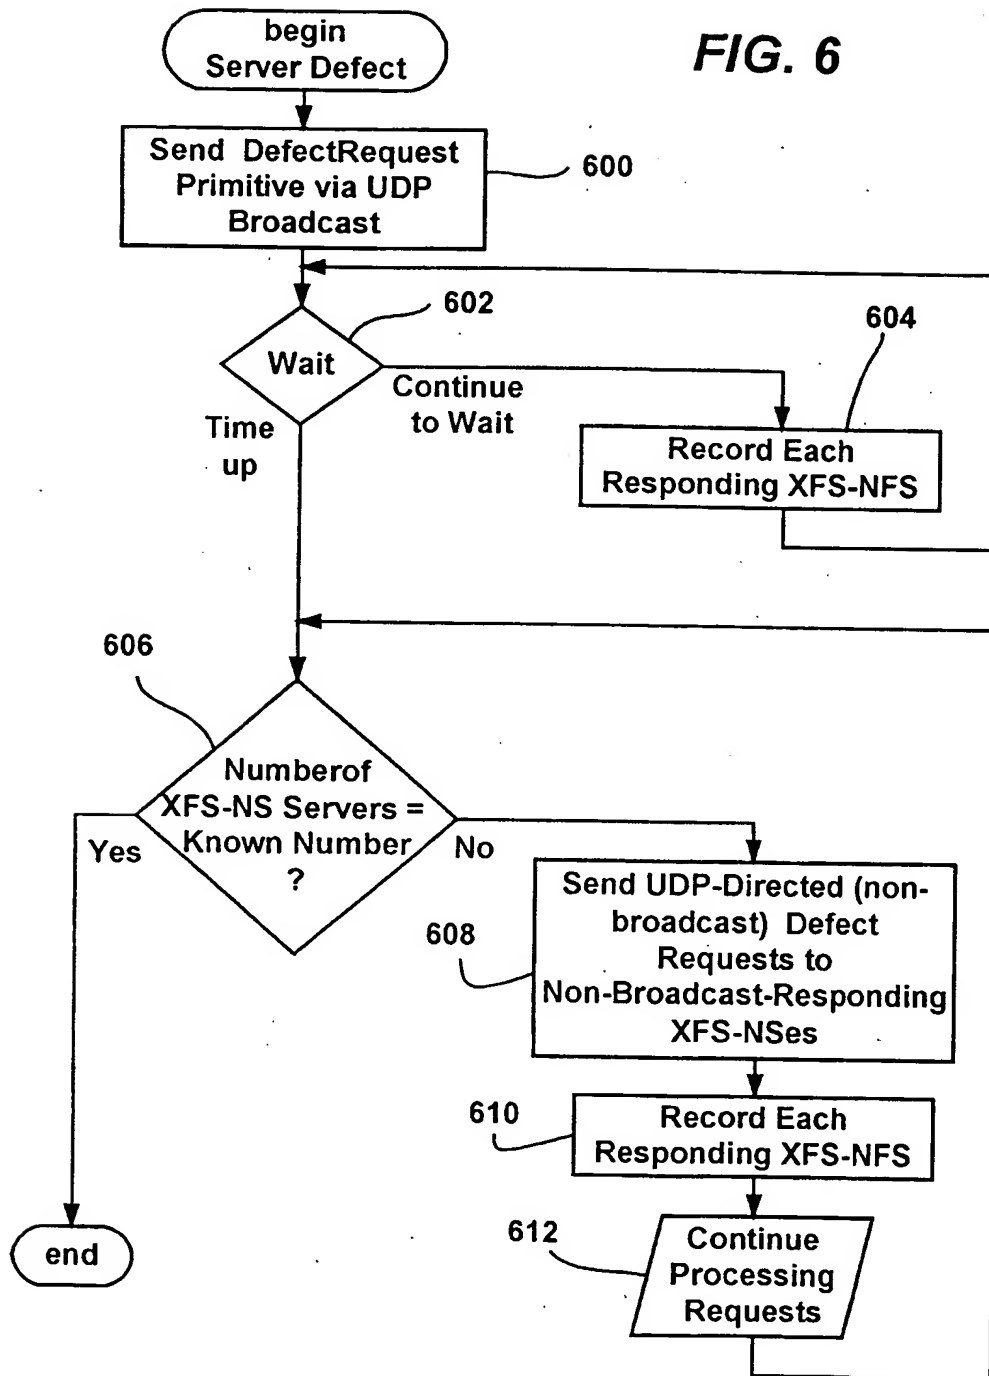 FIG. 6
begin
Server Defect
Send DefectRequest
Primitive via UDP
Broadcast
600
602
Wait
Continue
to Wait
Time
up
604
Record Each
Responding XFS-NFS
606
Numberof
XFS-NS Servers =
Known Number
?
Yes
No
608
Send UDP-Directed (non-
broadcast) Defect
Requests to
Non-Broadcast-Responding
XFS-NSes
610
Record Each
Responding XFS-NFS
612
Continue
Processing
Requests
end